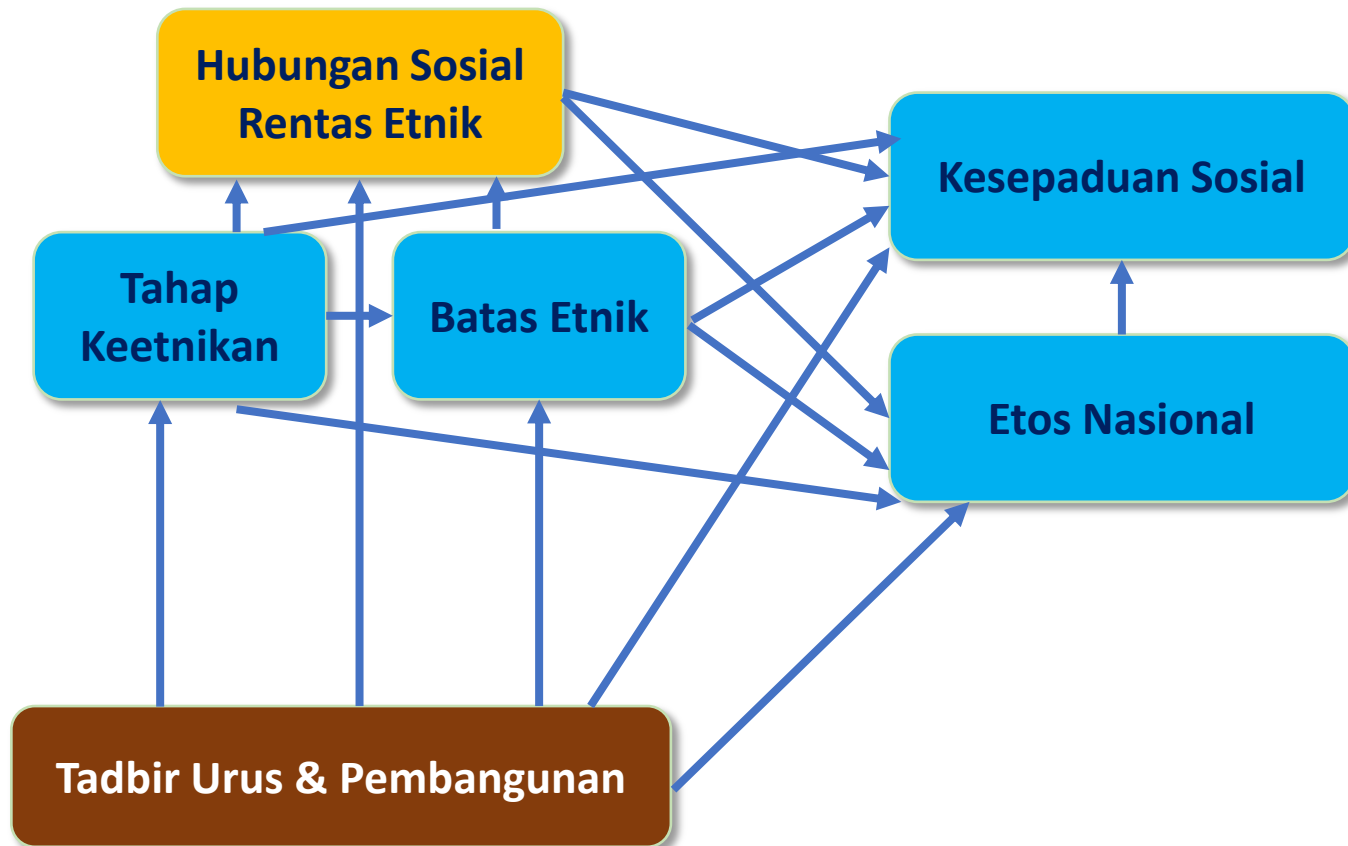 Hubungan Sosial
Rentas Etnik
Kesepaduan Sosial
Tahap
Keetnikan
Batas Etnik
Etos Nasional
Tadbir Urus & Pembangunan